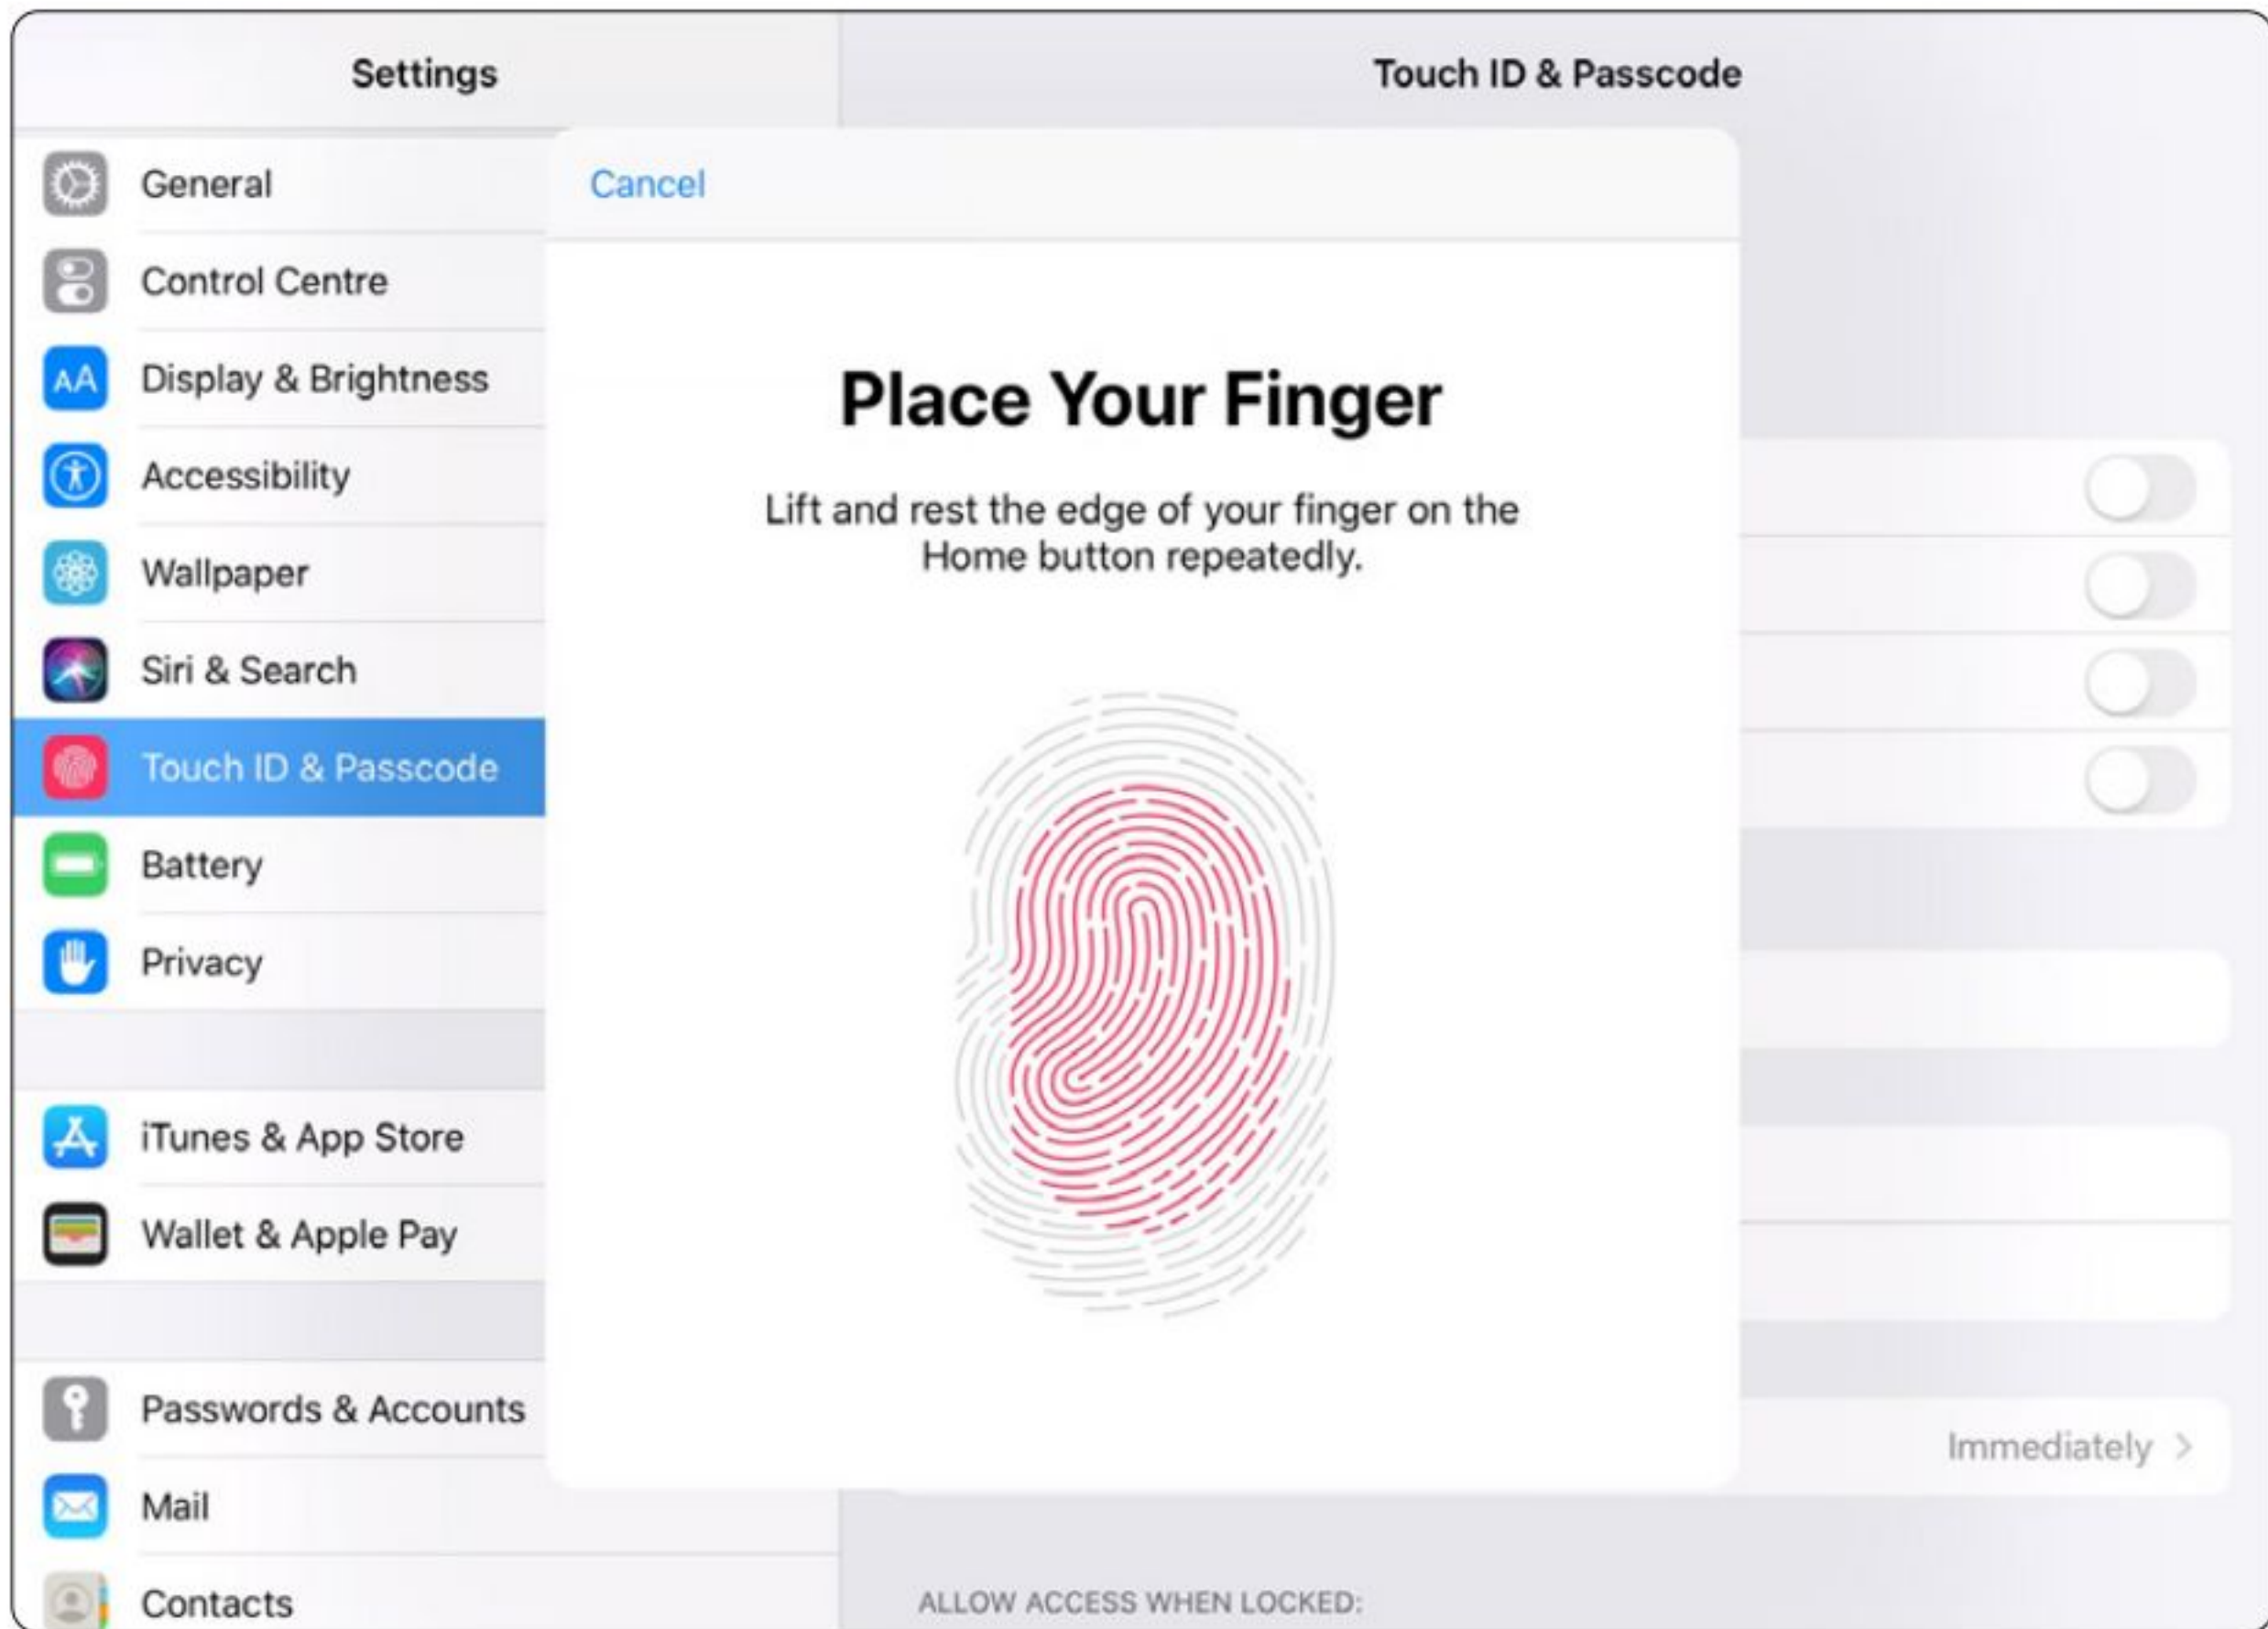 Settings
Touch ID & Passcode
General
Control Centre
AA
Display & Brightness
Accessibility
Wallpaper
Siri & Search
Touch ID & Passcode
Battery
Privacy
iTunes & App Store
Wallet & Apple Pay
Passwords & Accounts
Mail
Contacts
Cancel
Place Your Finger
Lift and rest the edge of your finger on the
Home button repeatedly.
Immediately
ALLOW ACCESS WHEN LOCKED: